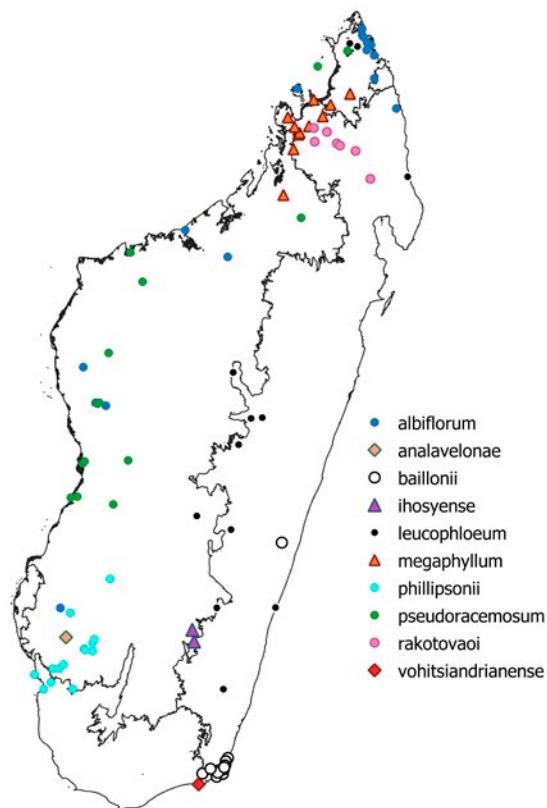 albiflorum
analavelonae
baillonii
ihosyense
leucophloeum
megaphyllum
phillipsonii
pseudoracemosum
rakotovaoi
vohitsiandrianense